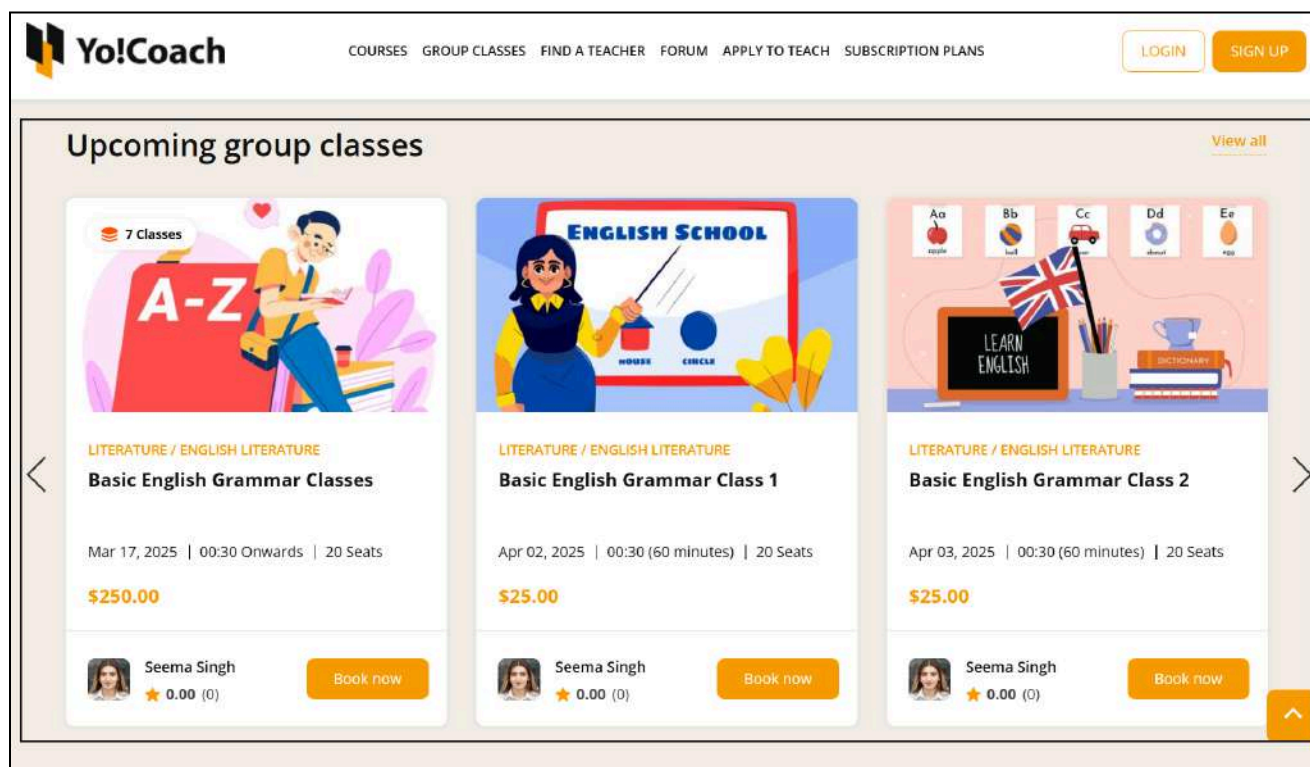 Yo!Coach
COURSES GROUP CLASSES FIND A TEACHER FORUM APPLY TO TEACH SUBSCRIPTION PLANS
LOGIN SIGN UP
Upcoming group classes
View all
7 Classes
A-Z
LITERATURE / ENGLISH LITERATURE
Basic English Grammar Classes
Mar 17, 2025 | 00:30 Onwards | 20 Seats
$250.00
Seema Singh
0.00 (0)
Book now
ENGLISH SCHOOL
HOUSE CIRCLE
LITERATURE / ENGLISH LITERATURE
Basic English Grammar Class 1
Apr 02, 2025 | 00:30 (60 minutes) | 20 Seats
$25.00
Seema Singh
0.00 (0)
Book now
Aa Bb Cc Dd Ee
apple ball donut egg
LEARN
ENGLISH
DICTIONARY
LITERATURE / ENGLISH LITERATURE
Basic English Grammar Class 2
Apr 03, 2025 | 00:30 (60 minutes) | 20 Seats
$25.00
Seema Singh
0.00 (0)
Book now